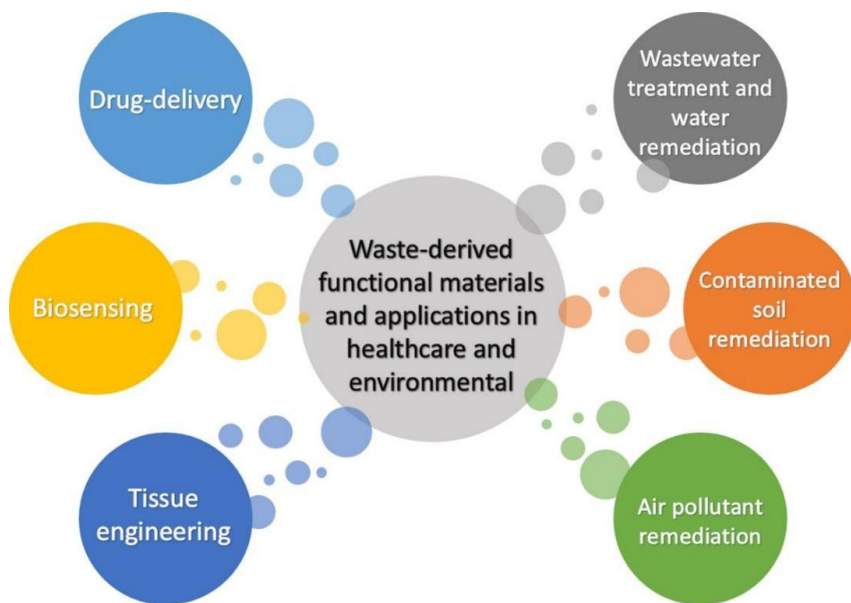 Drug-delivery
Wastewater
treatment and
water
remediation
Waste-derived
functional materials
and applications in
healthcare and
environmental
Biosensing
Contaminated
soil
remediation
Tissue
engineering
Air pollutant
remediation